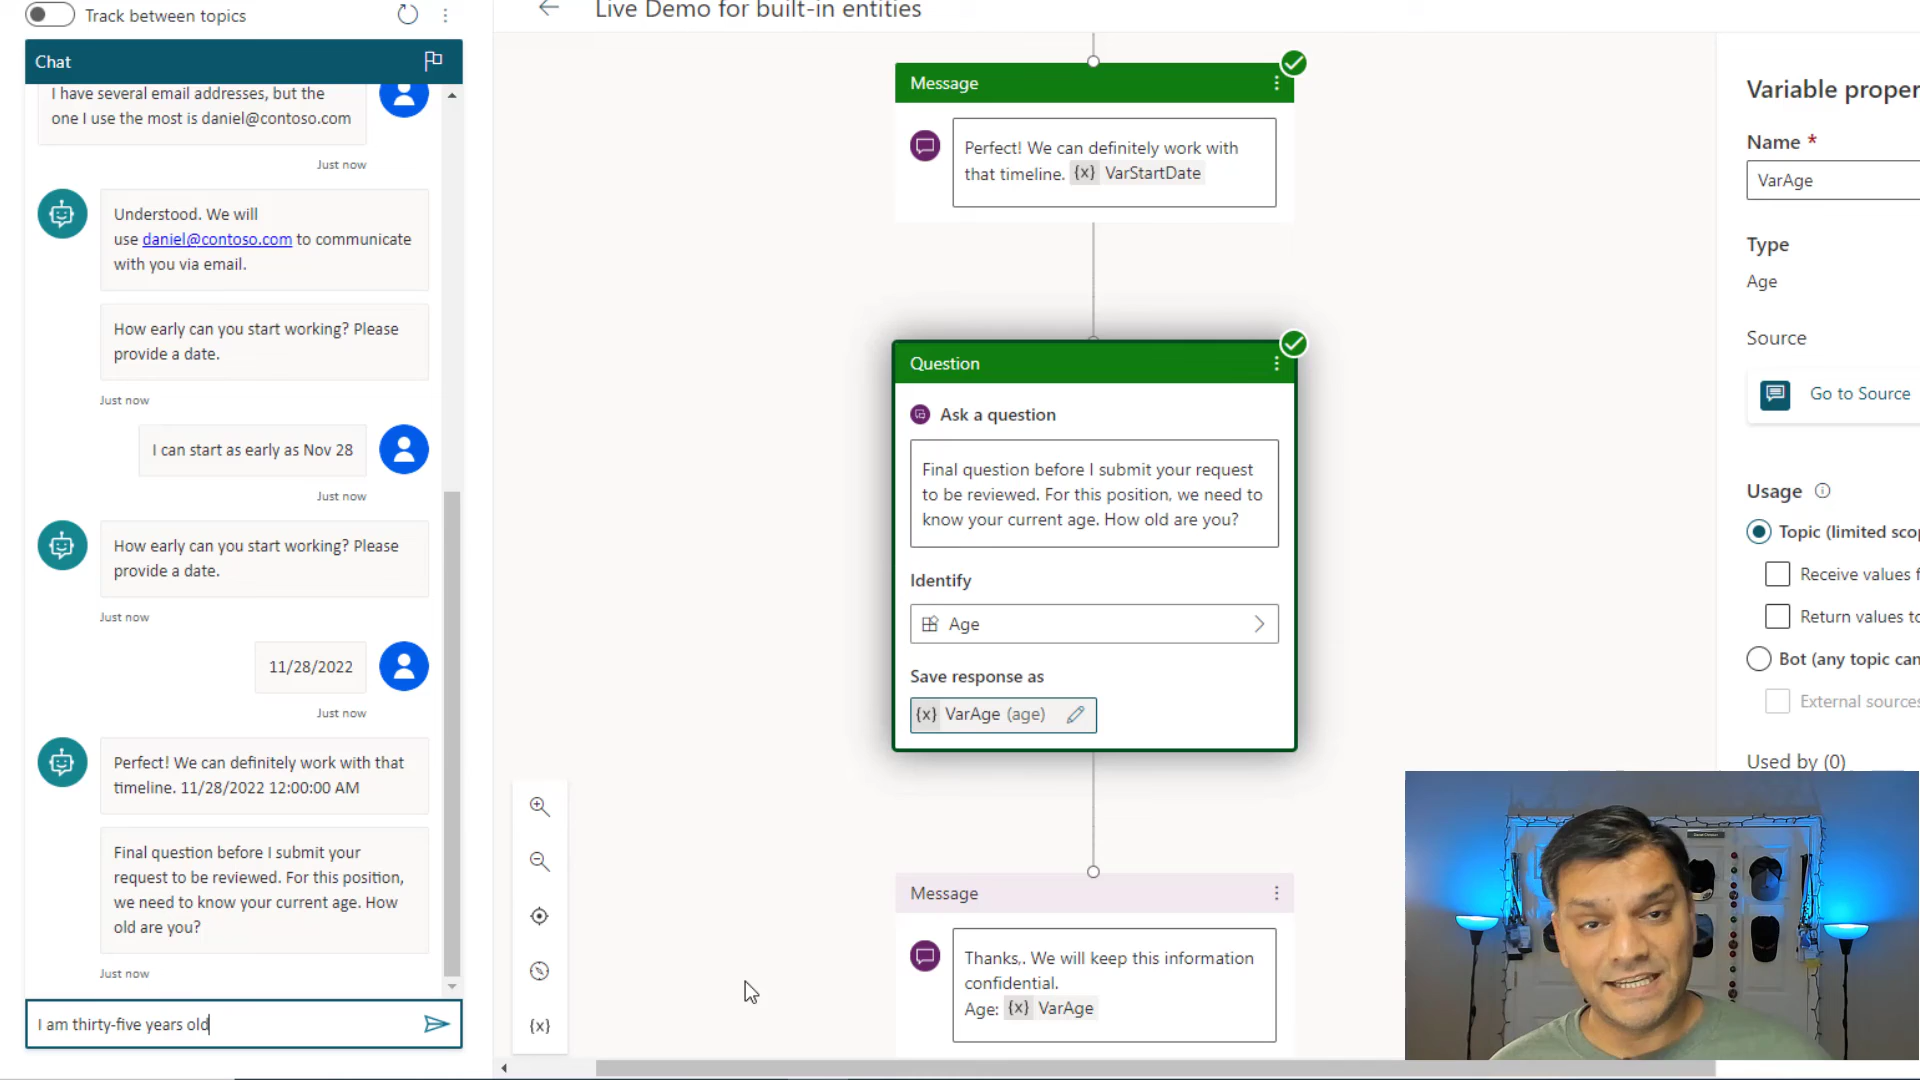 Track between topics
Chat
I have several email addresses, but the
one I use the most is daniel@contoso.com
Just now
Understood. We will
use daniel@contoso.com to communicate
with you via email.
How early can you start working? Please
provide a date.
Just now
I can start as early as Nov 28
Just now
How early can you start working? Please
provide a date.
Just now
11/28/2022
Just now
Perfect! We can definitely work with that
timeline. 11/28/2022 12:00:00 AM
Final question before I submit your
request to be reviewed. For this position,
we need to know your current age. How
old are you?
Just now
I am thirty-five years old
Live Demo for built-in entities
Message
Perfect! We can definitely work with
that timeline. {x} VarStartDate
Question
Ask a question
Final question before I submit your request
to be reviewed. For this position, we need to
know your current age. How old are you?
Identify
Age
Save response as
{x} VarAge (age)
Message
Thanks,. We will keep this information
confidential.
Age: {x} VarAge
{x}
Variable proper
Name *
VarAge
Type
Age
Source
Go to Source
Usage
Topic (limited sco
Receive values f
Return values to
Bot (any topic can
External sources
Used by (0)